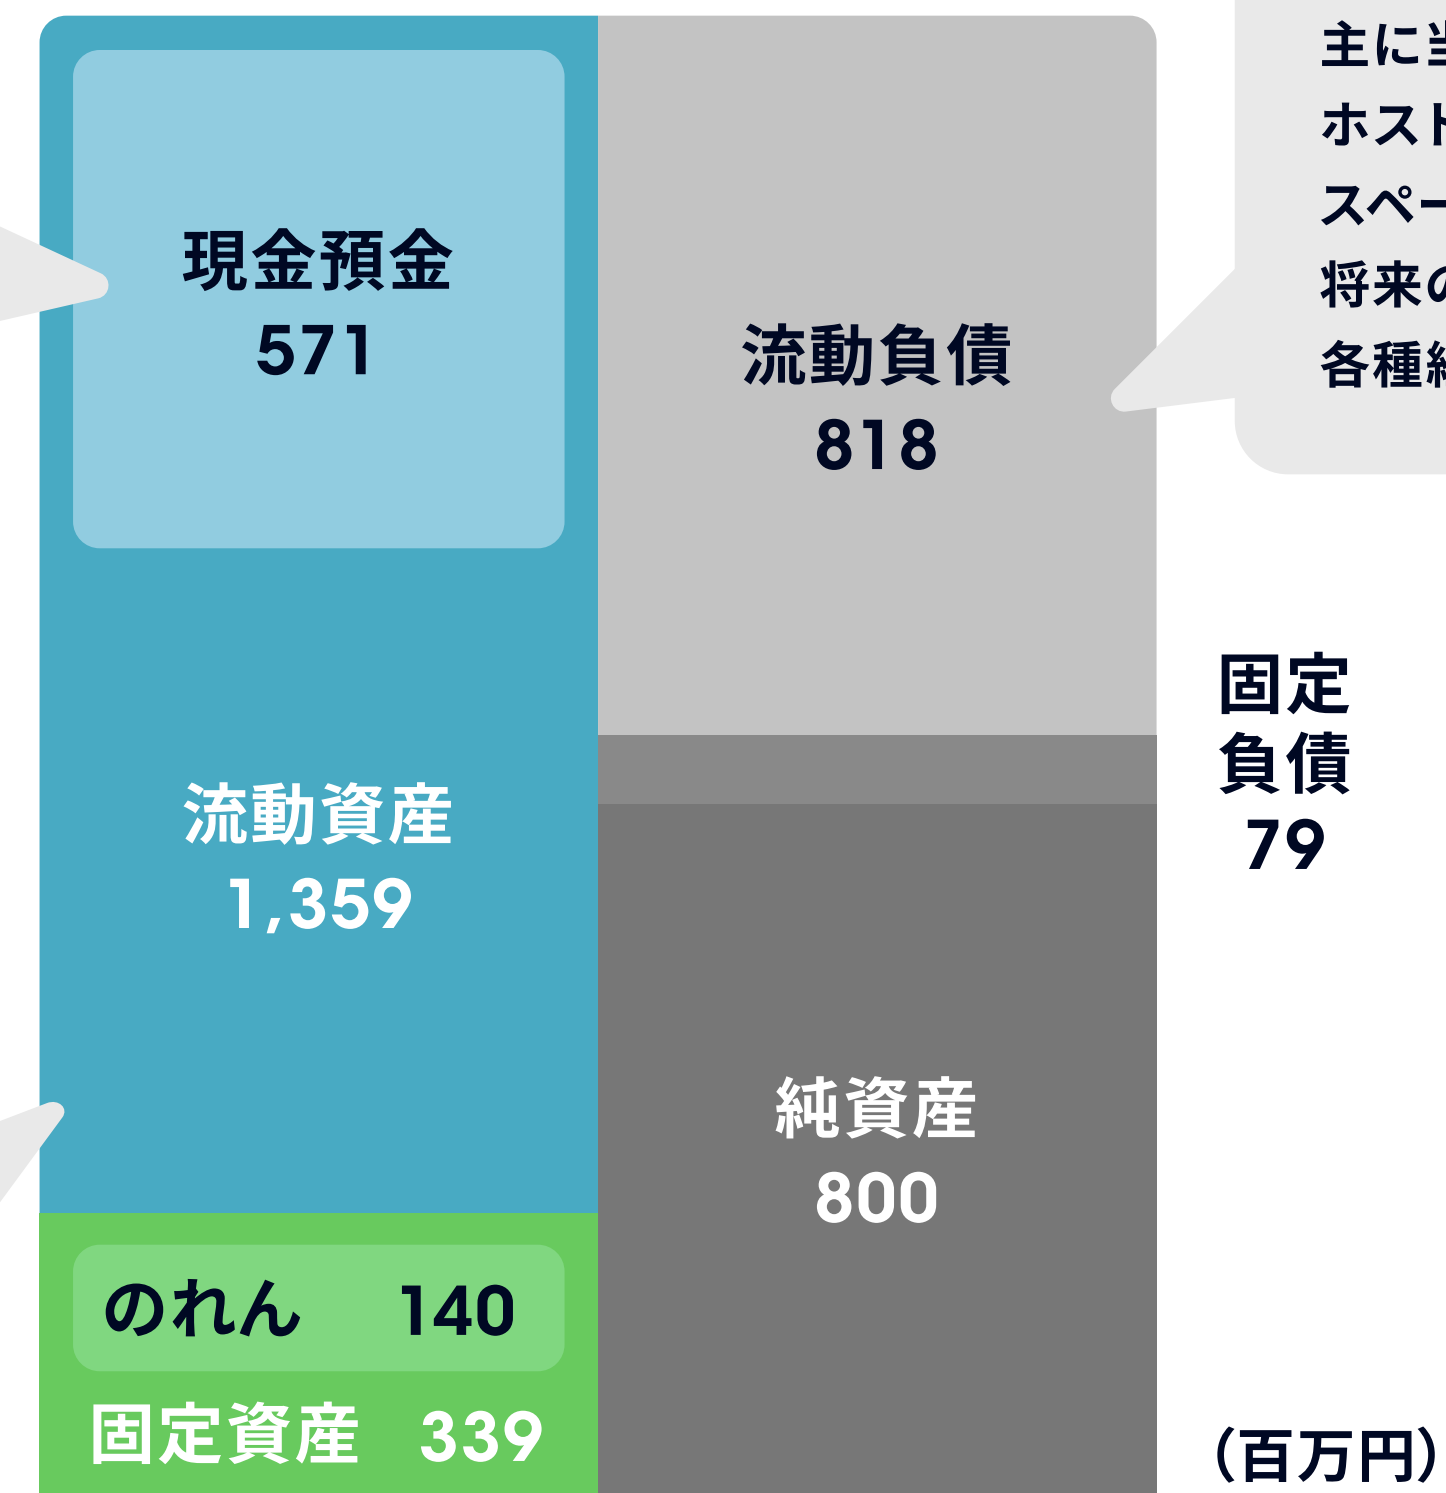 現金預金
571
流動資産
1,359
のれん 140
固定資産 339
流動負債
818
純資産
800
主に
ホスト
スペー
将来の
各種
固定
負債
79
（百万円）